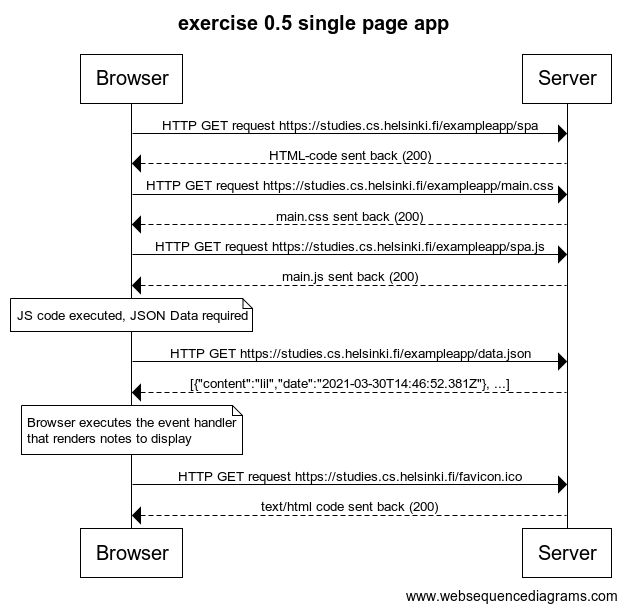 exercise 0.5 single page app
Browser
Server
HTTP GET request https://studies.cs.helsinki.fi/exampleapp/spa
HTML-code sent back (200)
HTTP GET request https://studies.cs.helsinki.fi/exampleapp/main.css
main.css sent back (200)
HTTP GET request https://studies.cs.helsinki.fi/exampleapp/spa.js
main.js sent back (200)
JS code executed, JSON Data required
HTTP GET https://studies.cs.helsinki.fi/exampleapp/data.json
[{"content":"lil","date":"2021-03-30T14:46:52.381Z"}, ...]
Browser executes the event handler
that renders notes to display
HTTP GET request https://studies.cs.helsinki.fi/favicon.ico
text/html code sent back (200)
Browser
Server
www.websequencediagrams.com